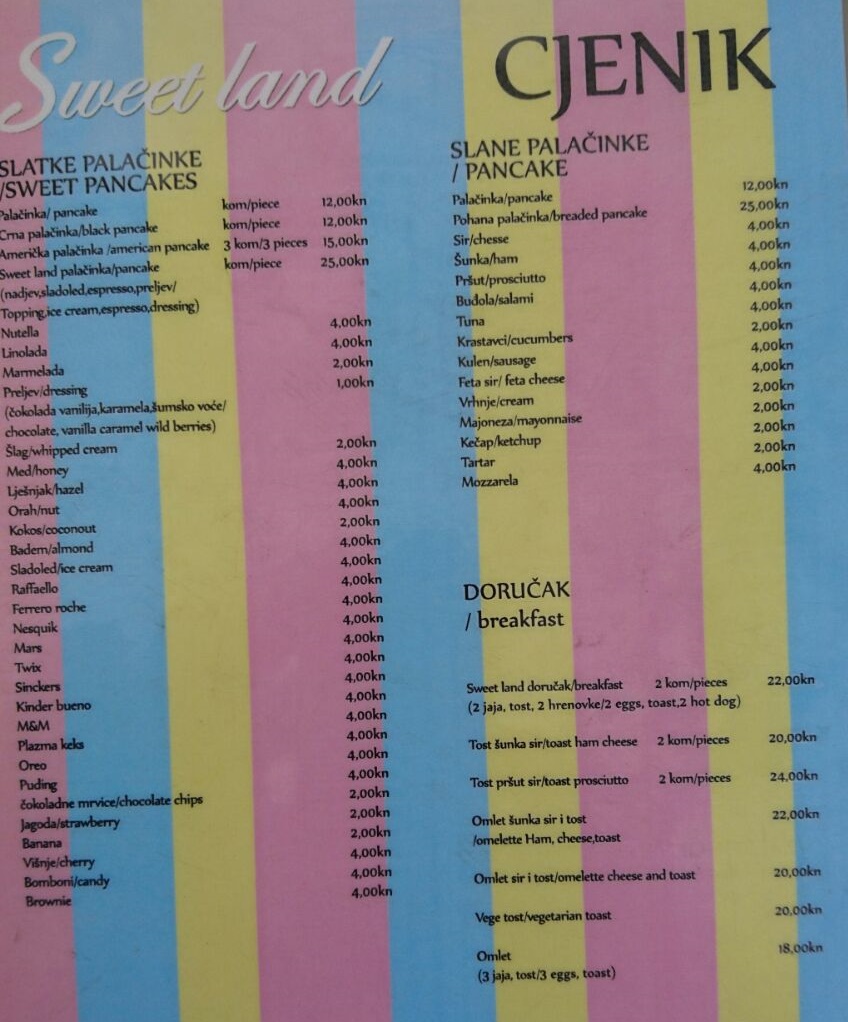 Sweet land
CJENIK
SLATKE PALAČINKE
/SWEET PANCAKES
Palačinka/ pancake kom/piece 12,00kn
Crna palačinka/black pancake kom/piece 12,00kn
Američka palačinka /american pancake 3 kom/3 pieces 15,00kn
Sweet land palačinka/pancake kom/piece 25,00kn
(nadjev,sladoled,espresso,preljev/
Topping,ice cream,espresso,dressing)
Nutella 4,00kn
Linolada 4,00kn
Marmelada 2,00kn
Preljev/dressing 1,00kn
(čokolada vanilija,karamela,šumsko voće/
chocolate, vanilla caramel wild berries)
Šlag/whipped cream 2,00kn
Med/honey 4,00kn
Lješnjak/hazel 4,00kn
Orah/nut 4,00kn
Kokos/coconut 2,00kn
Badem/almond 4,00kn
Sladoled/ice cream 4,00kn
Raffaello 4,00kn
Ferrero roche 4,00kn
Nesquik 4,00kn
Mars 4,00kn
Twix 4,00kn
Sinckers 4,00kn
Kinder bueno 4,00kn
M&M 4,00kn
Plazma keks 4,00kn
Oreo 4,00kn
Puding 4,00kn
čokoladne mrvice/chocolate chips 2,00kn
Jagoda/strawberry 2,00kn
Banana 2,00kn
Višnje/cherry 4,00kn
Bomboni/candy 4,00kn
Brownie 4,00kn
SLANE PALAČINKE
/ PANCAKE
Palačinka/pancake 12,00kn
Pohana palačinka/breaded pancake 25,00kn
Sir/chesse 4,00kn
Šunka/ham 4,00kn
Pršut/prosciutto 4,00kn
Budola/salami 4,00kn
Tuna 4,00kn
Krastavci/cucumbers 2,00kn
Kulen/sausage 4,00kn
Feta sir/ feta cheese 4,00kn
Vrhnje/cream 2,00kn
Majoneza/mayonnaise 2,00kn
Kečap/ketchup 2,00kn
Tartar 2,00kn
Mozzarela 4,00kn
DORUČAK
/ breakfast
Sweet land doručak/breakfast 2 kom/pieces 22,00kn
(2 jaja, tost, 2 hrenovke/2 eggs, toast,2 hot dog)
Tost šunka sir/toast ham cheese 2 kom/pieces 20,00kn
Tost pršut sir/toast prosciutto 2 kom/pieces 24,00kn
Omlet šunka sir i tost 22,00kn
/omelette Ham, cheese,toast
Omlet sir i tost/omelette cheese and toast 20,00kn
Vege tost/vegetarian toast 20,00kn
Omlet 18,00kn
(3 jaja, tost/3 eggs, toast)